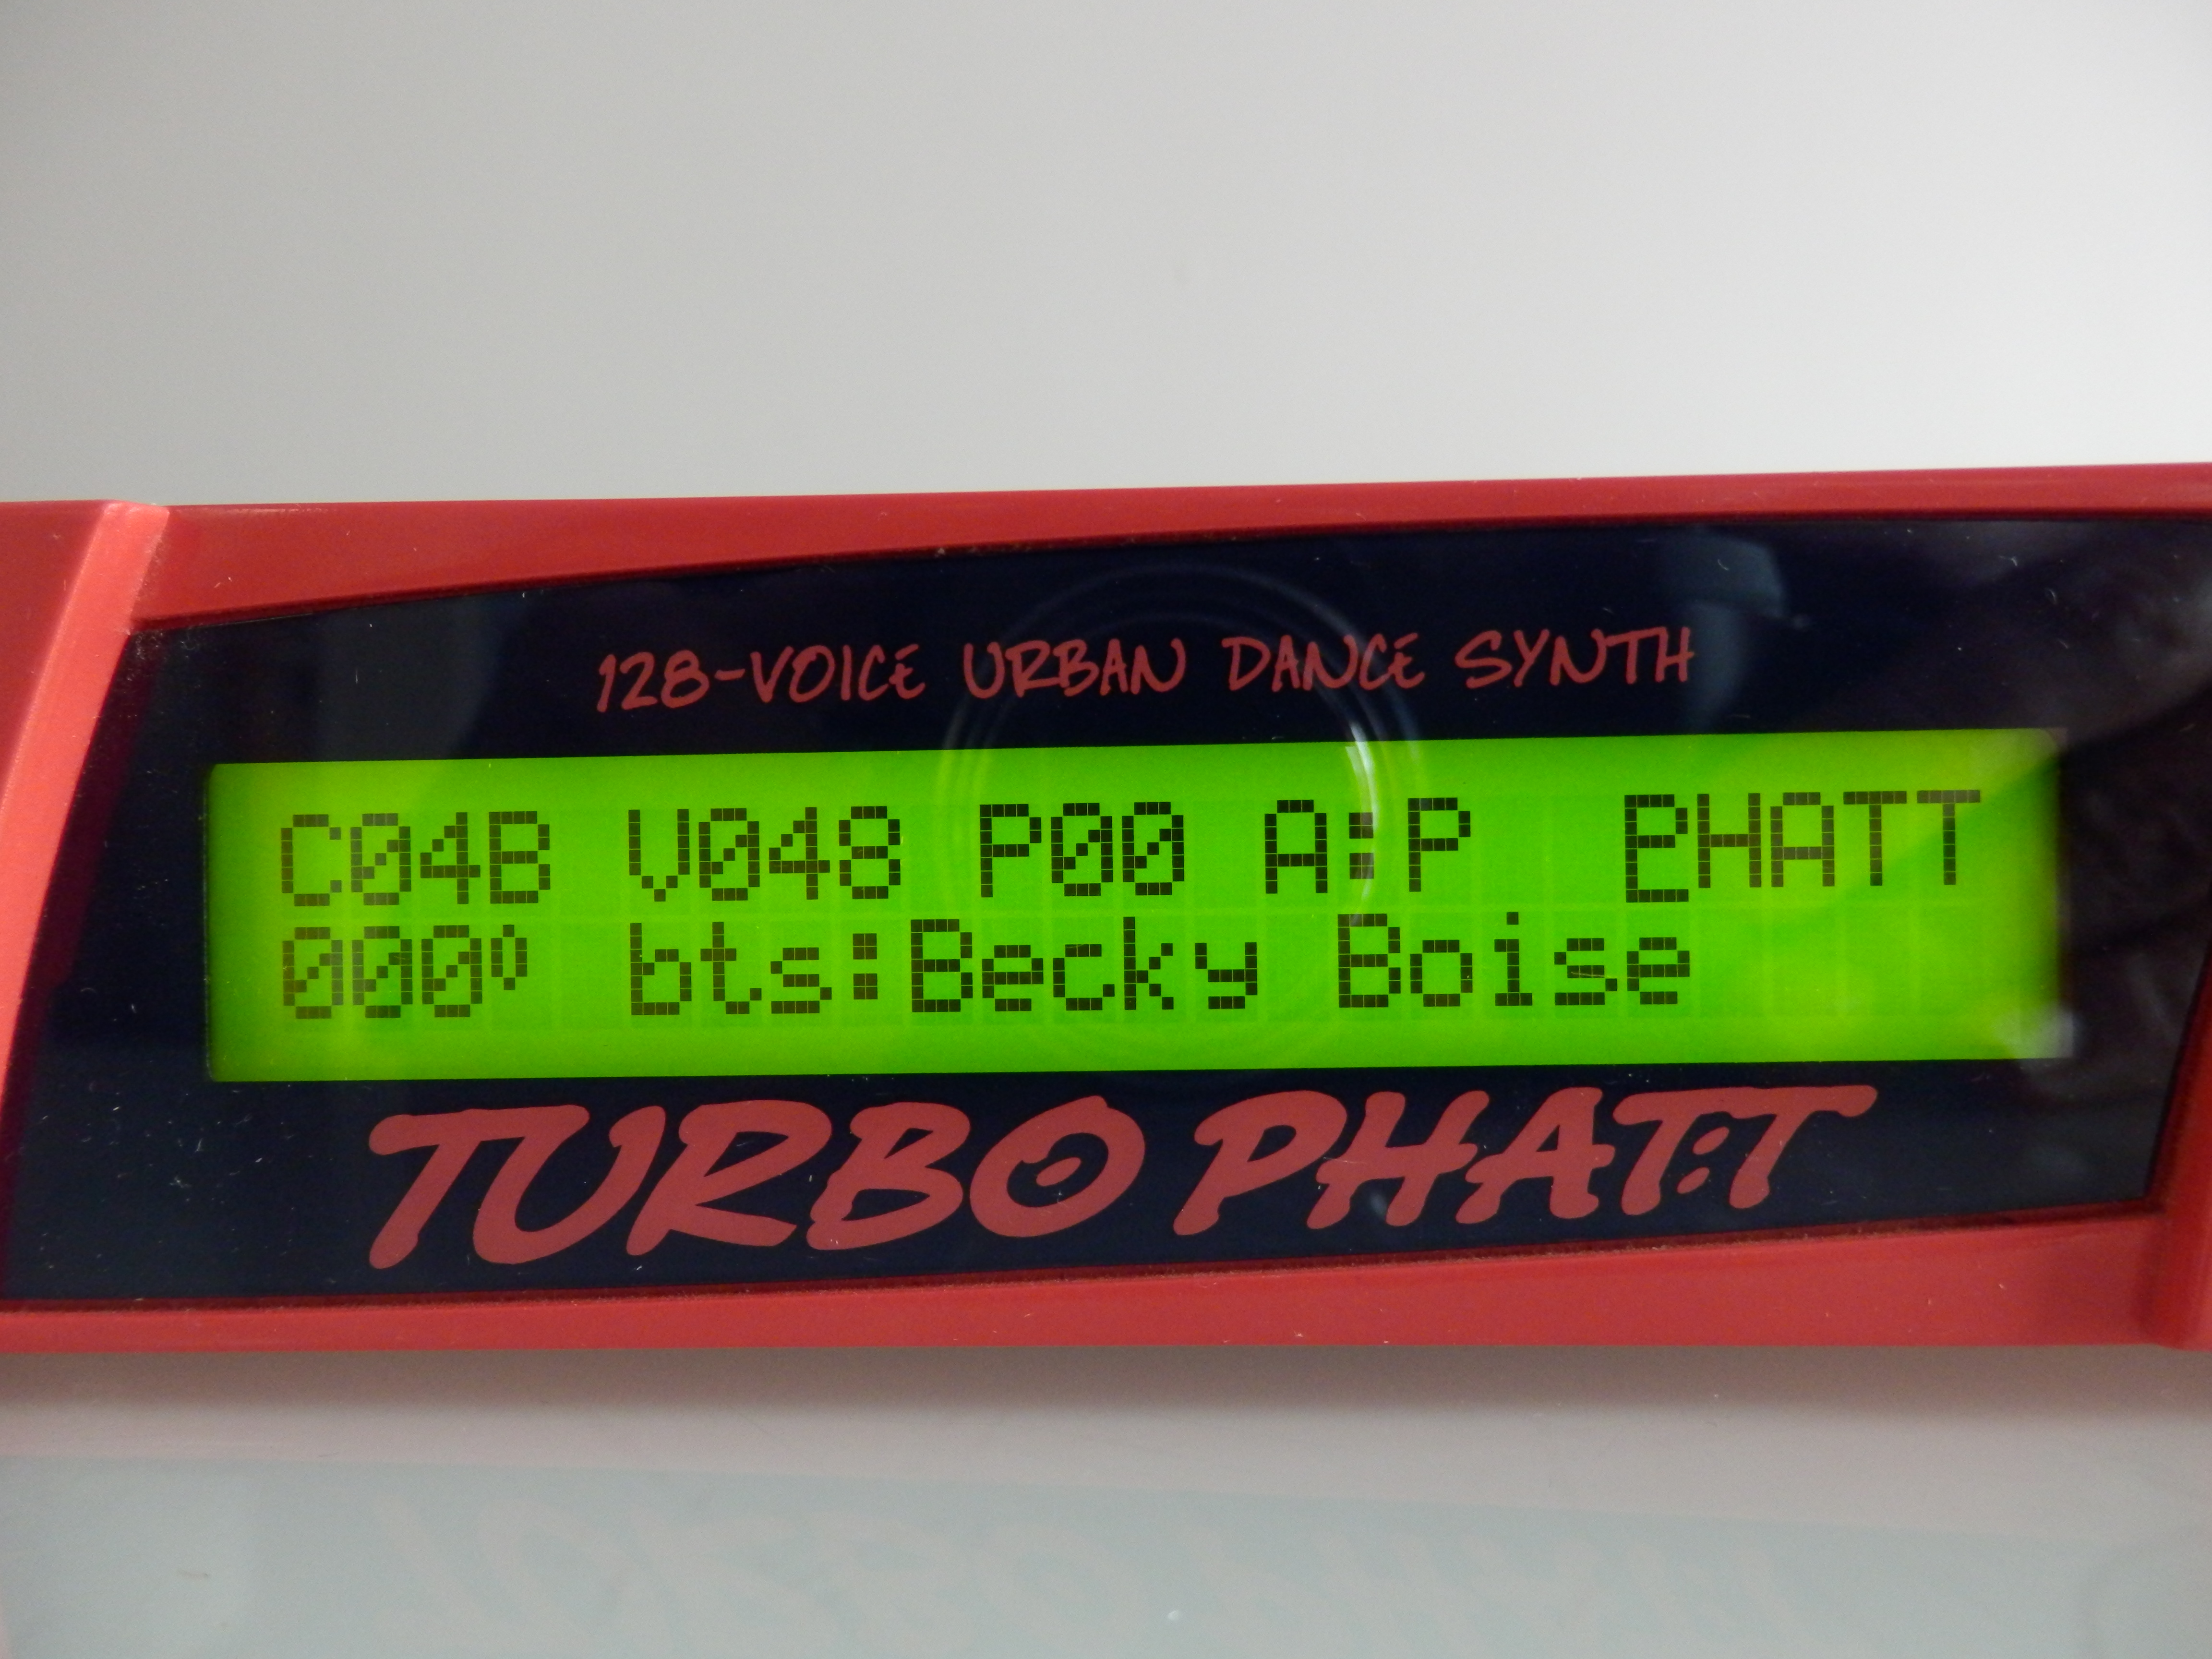 128-VOICE URBAN DANCE SYNTH
C04B V048 P00 A:P PHATT
000⁰ bts:Becky Boise
TURBO PHATT